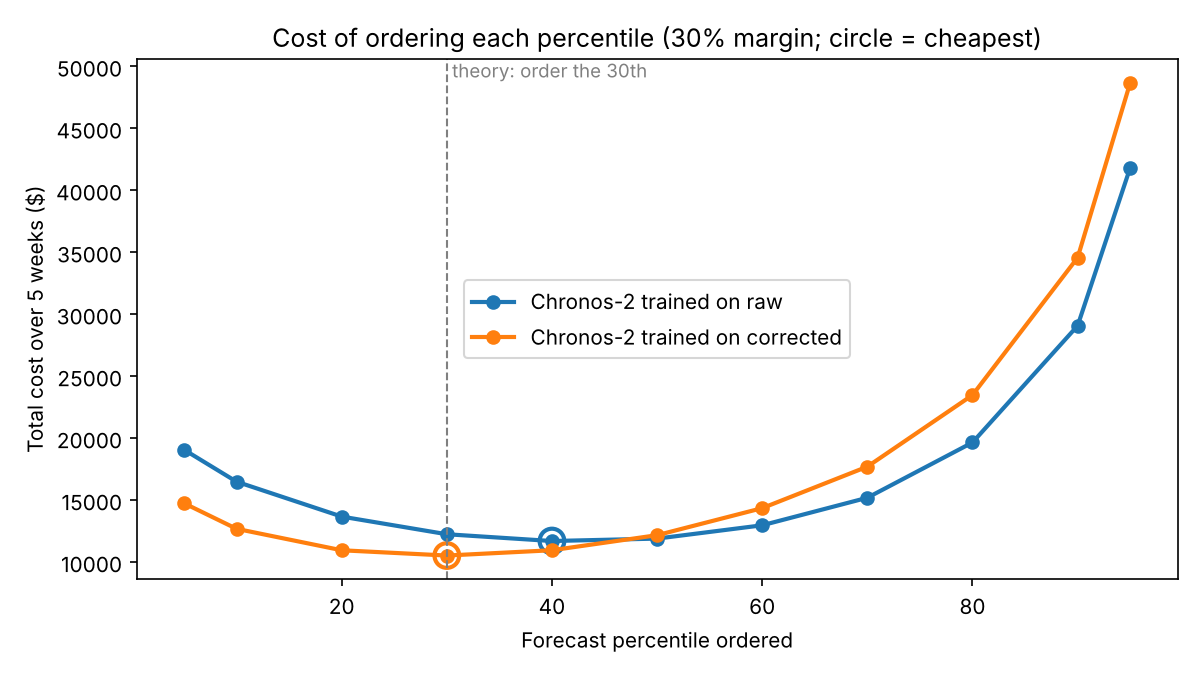 Cost of ordering each percentile (30% margin; circle = cheapest)
50000
45000
40000
35000
30000
25000
20000
15000
10000
Total cost over 5 weeks ($)
theory: order the 30th
Chronos-2 trained on raw
Chronos-2 trained on corrected
20 40 60 80
Forecast percentile ordered